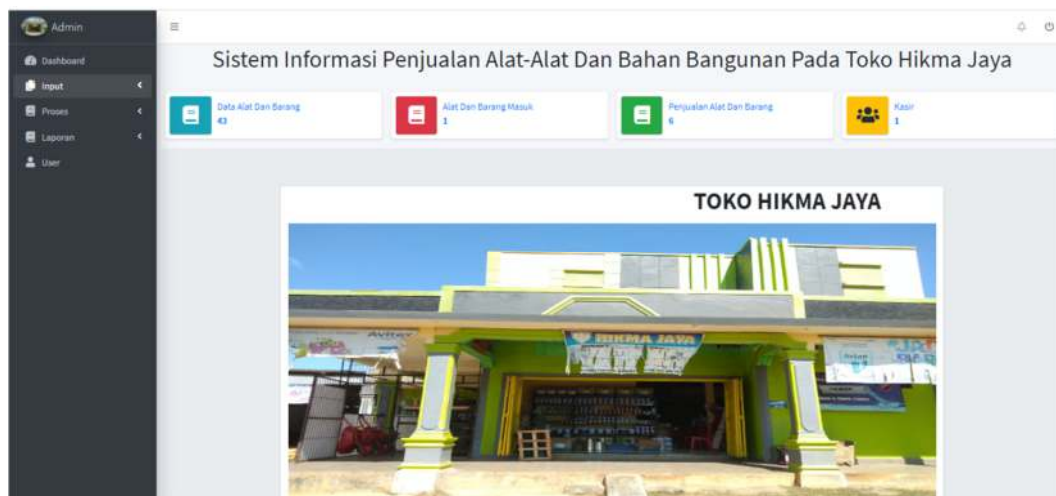 Admin
Dashboard
Input
Proses
Laporan
User
Sistem Informasi Penjualan Alat-Alat Dan Bahan Bangunan Pada Toko Hikma Jaya
Data Alat Dan Barang
43
Alat Dan Barang Masuk
1
Penjualan Alat Dan Barang
6
Kasir
1
TOKO HIKMA JAYA
Avitex
HIKMA JAYA
Avian